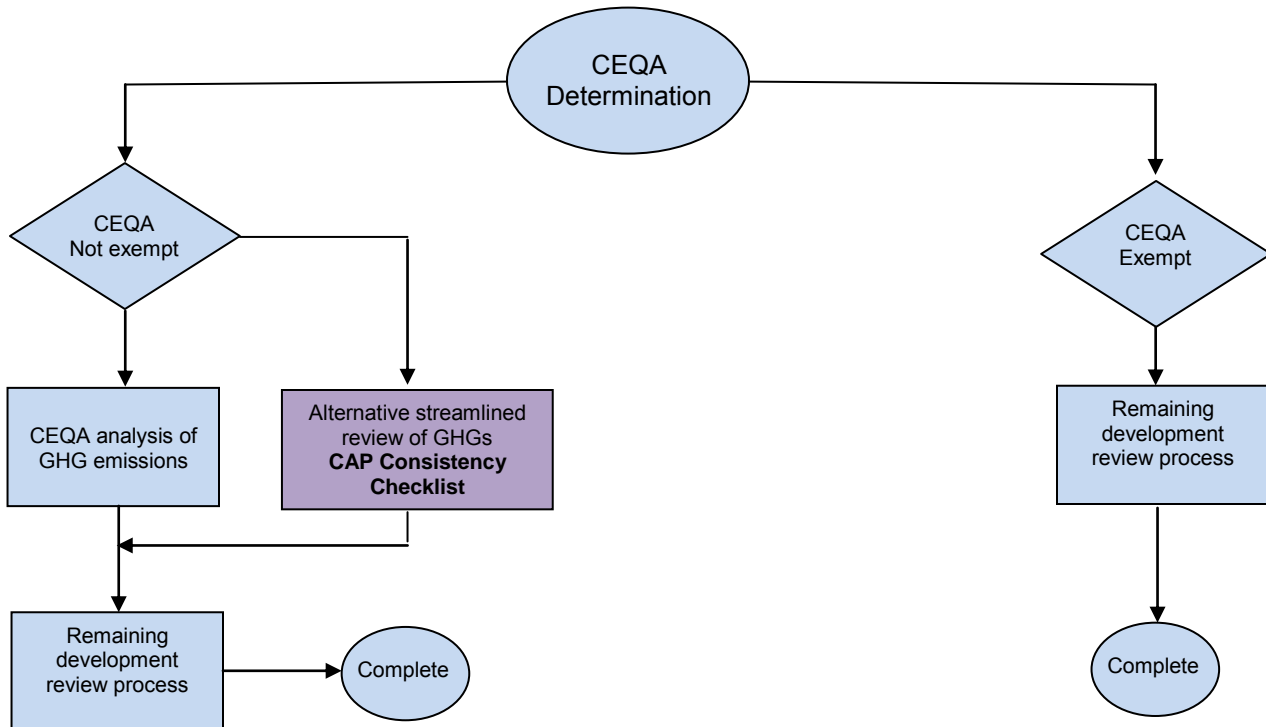 CEQA
Determination
CEQA
Not exempt
CEQA
Exempt
CEQA analysis of
GHG emissions
Alternative streamlined
review of GHGs
CAP Consistency
Checklist
Remaining
development
review process
Remaining
development
review process
Complete
Complete